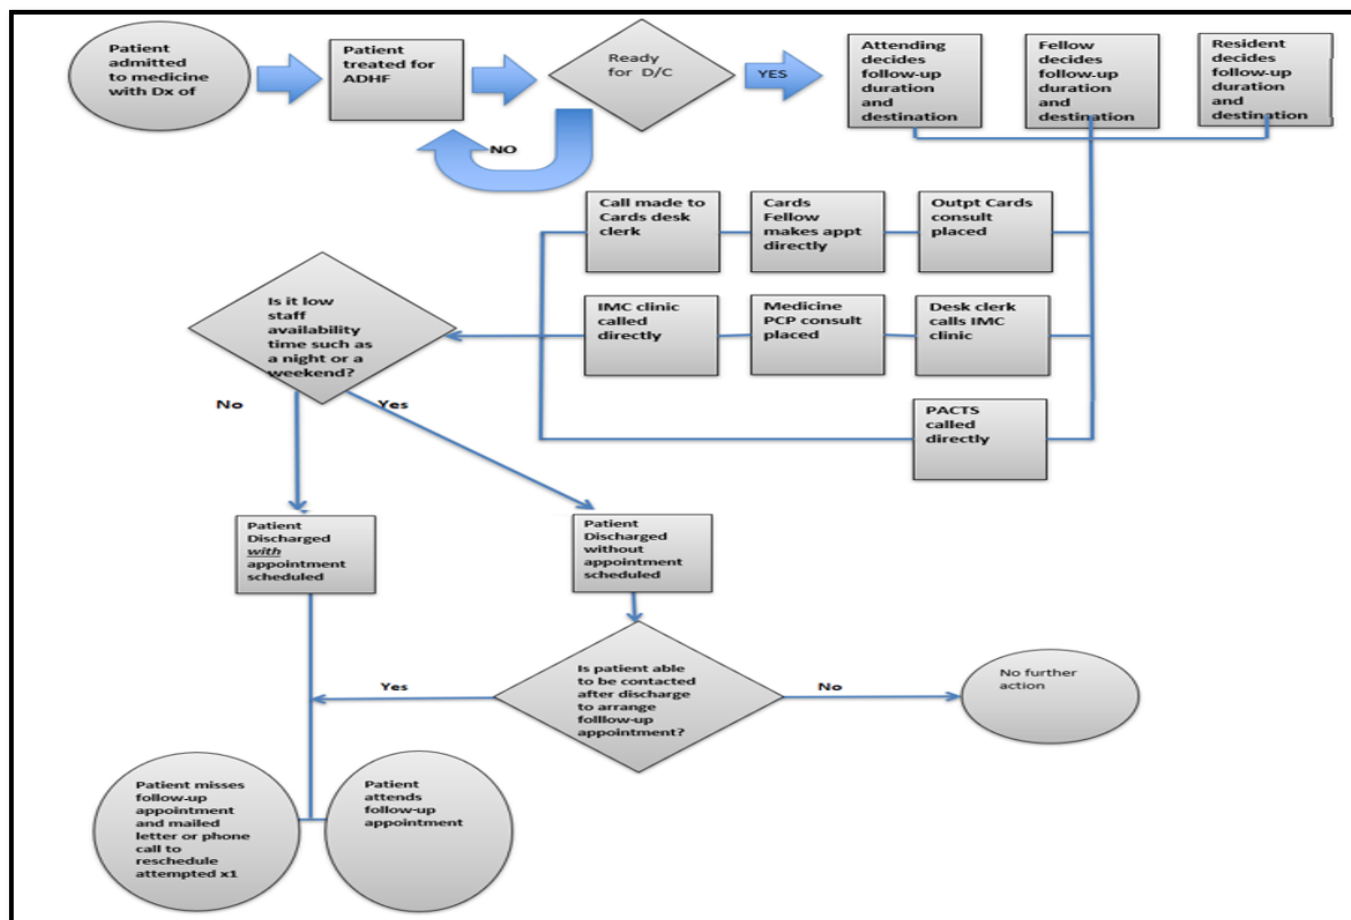 Patient
admitted
to medicine
with Dx of
Patient
treated for
ADHF
Ready
for D/C
YES
NO
Attending
decides
follow-up
duration
and
destination
Fellow
decides
follow-up
duration
and
destination
Resident
decides
follow-up
duration
and
destination
Call made to
Cards desk
clerk
Cards
Fellow
makes appt
directly
Outpt Cards
consult
placed
IMC clinic
called
directly
Medicine
PCP consult
placed
Desk clerk
calls IMC
clinic
PACTS
called
directly
Is it low
staff
availability
time such as
a night or a
weekend?
No
Yes
Patient
Discharged
with
appointment
scheduled
Patient
Discharged
without
appointment
scheduled
Is patient able
to be contacted
after discharge
to arrange
folllow-up
appointment?
Yes
No
No further
action
Patient misses
follow-up
appointment
and mailed
letter or phone
call to
reschedule
attempted x1
Patient
attends
follow-up
appointment